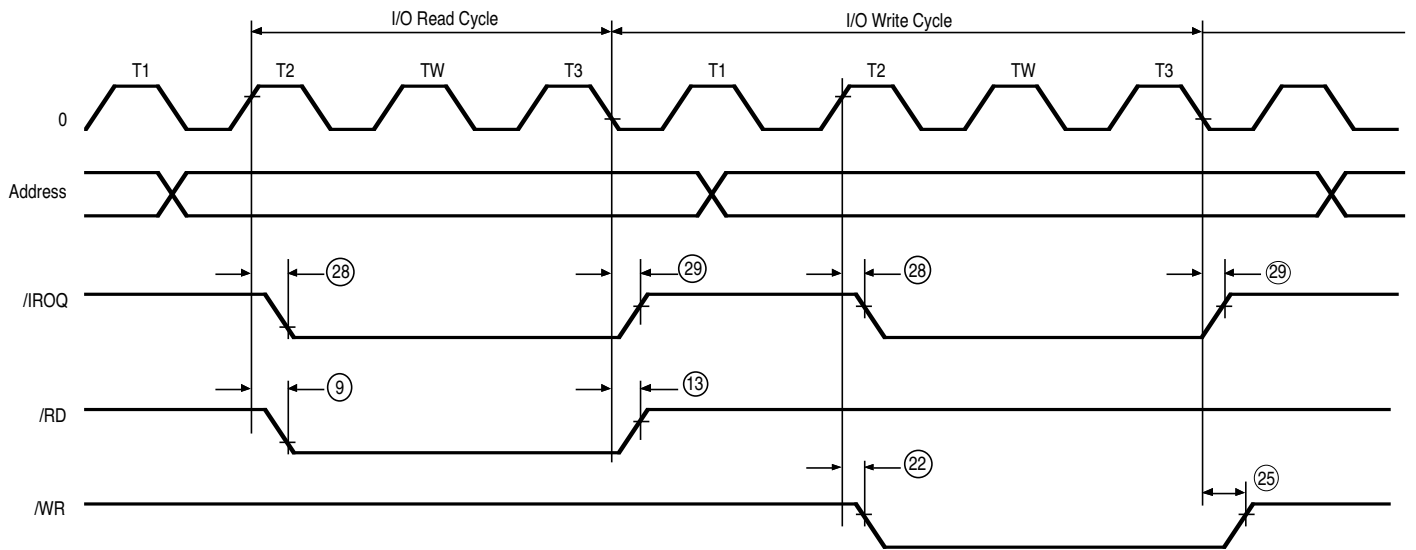 I/O Read Cycle
I/O Write Cycle
T1
T2
TW
T3
T1
T2
TW
T3
0
Address
28
29
28
29
/IROQ
9
13
/RD
22
25
/WR